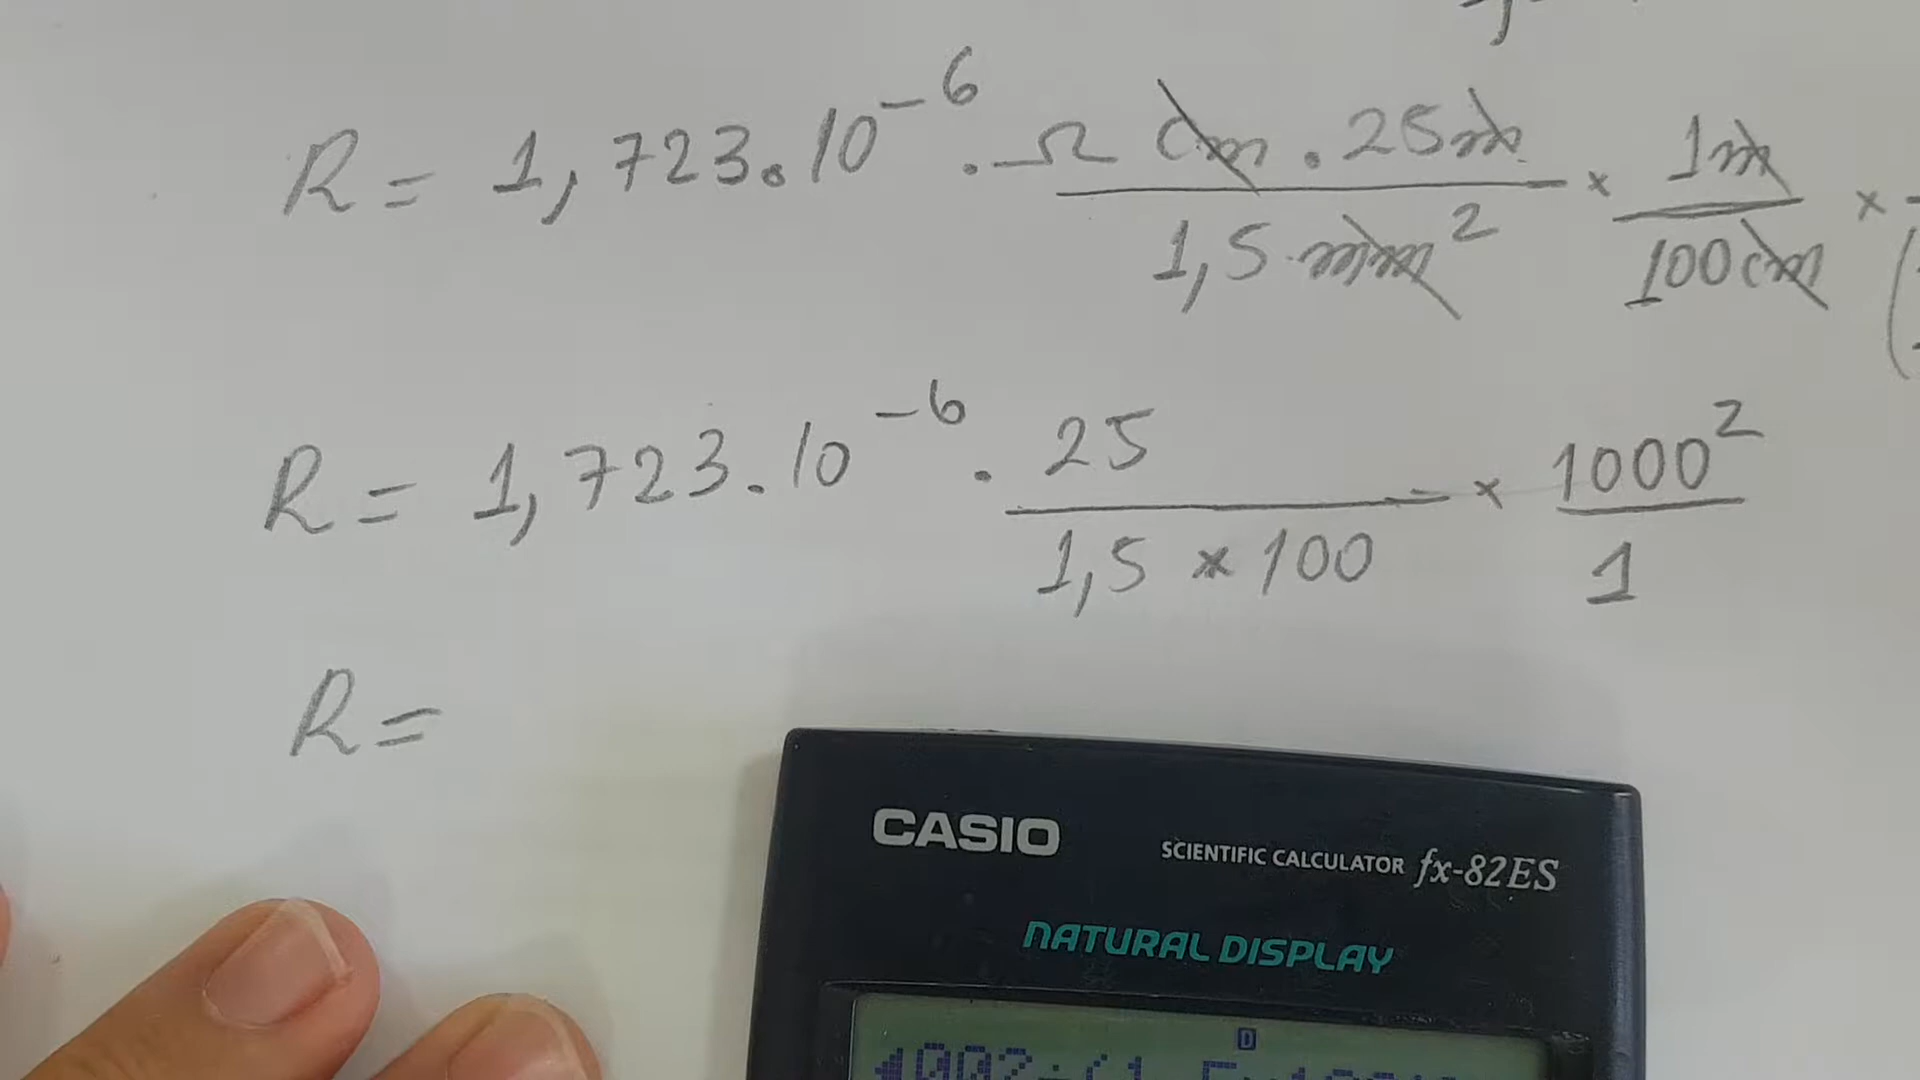 R = 1,723.10⁻⁶ . Ω cm . 25m / 1,5 mm² × 1m / 100cm ×
R = 1,723.10⁻⁶ . 25 / 1,5 × 100 × 1000² / 1
R =
CASIO
SCIENTIFIC CALCULATOR fx-82ES
NATURAL DISPLAY
D